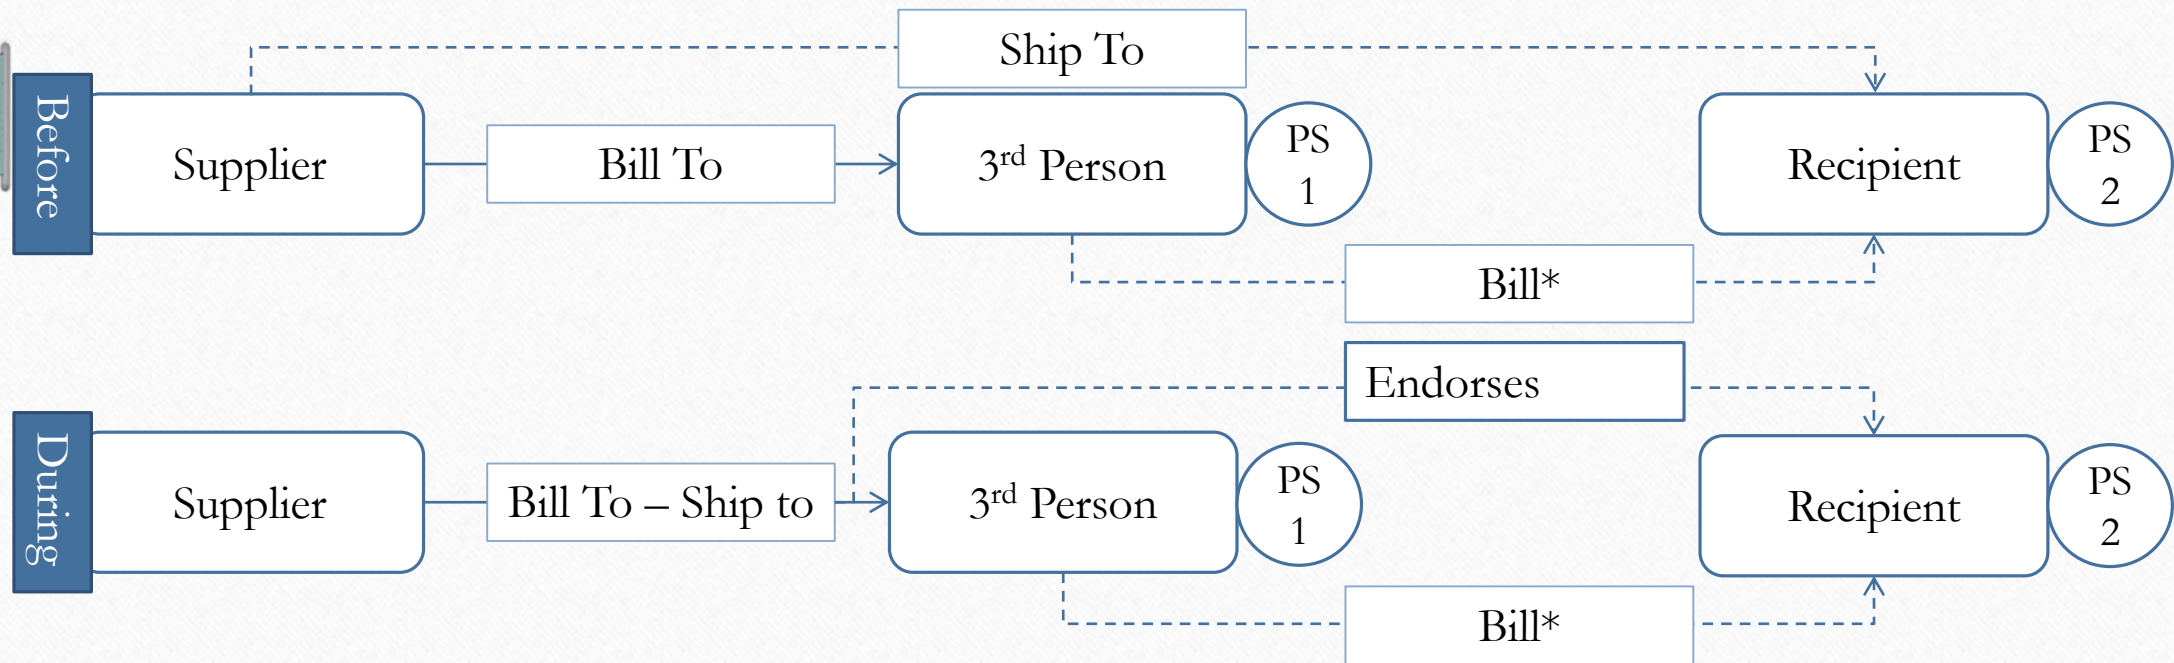 Ship To
Before
Supplier
Bill To
3rd Person
PS
1
Recipient
PS
2
Bill*
Endorses
During
Supplier
Bill To – Ship to
3rd Person
PS
1
Recipient
PS
2
Bill*